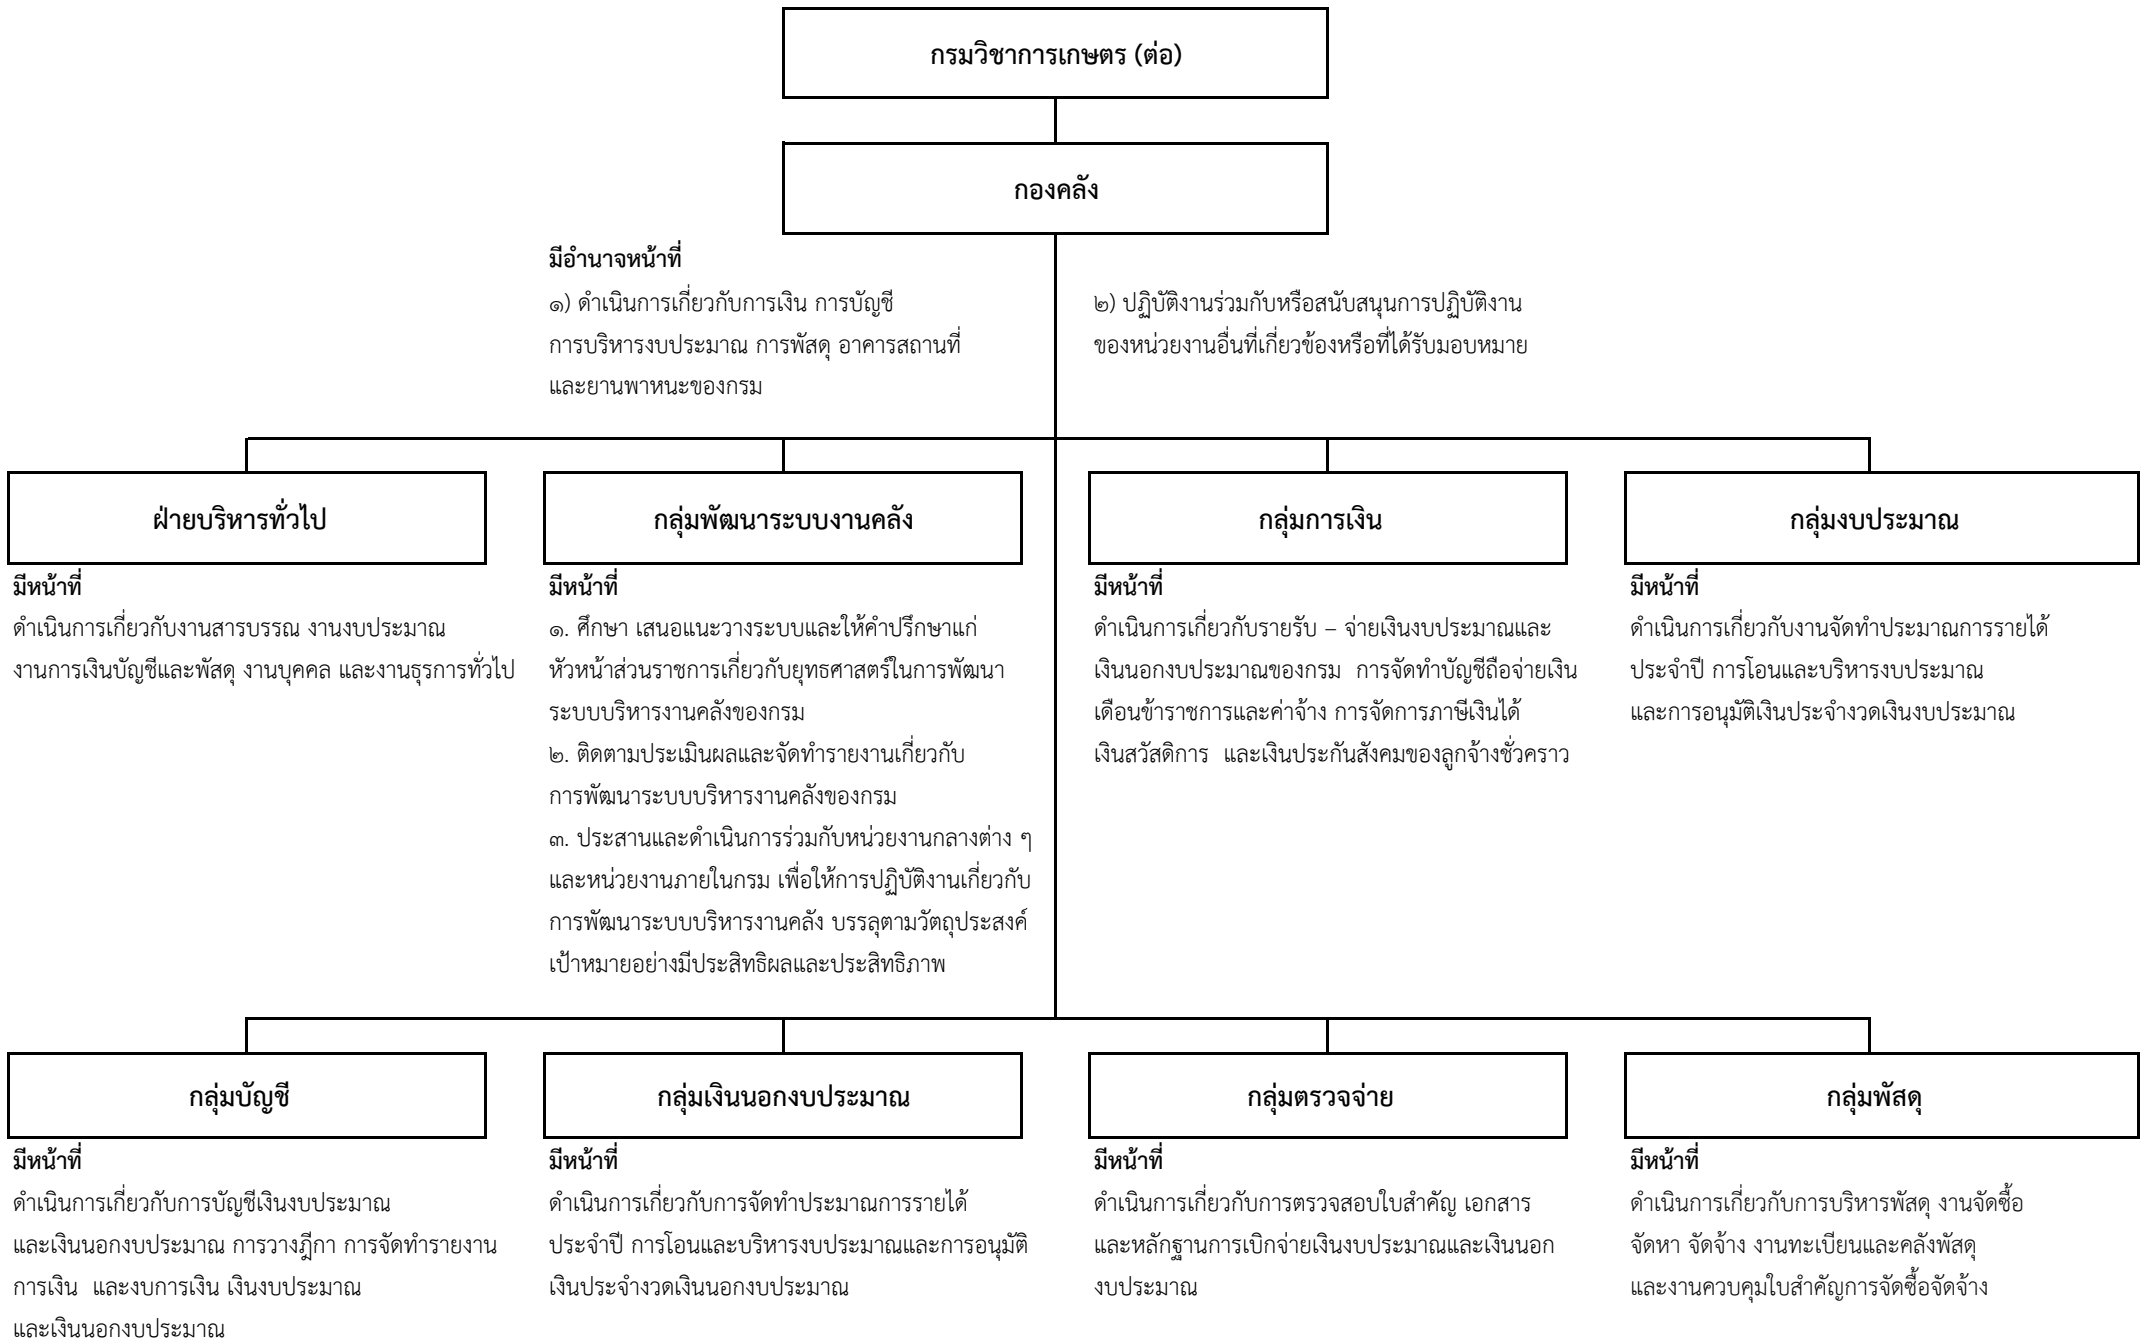 กรมวิชาการเกษตร (ต่อ)
กองคลัง
มีอำนาจหน้าที่
๑) ดำเนินการเกี่ยวกับการเงิน การบัญชี
การบริหารงบประมาณ การพัสดุ อาคารสถานที่
และยานพาหนะของกรม
๒) ปฏิบัติงานร่วมกับหรือสนับสนุนการปฏิบัติงาน
ของหน่วยงานอื่นที่เกี่ยวข้องหรือที่ได้รับมอบหมาย
ฝ่ายบริหารทั่วไป
มีหน้าที่
ดำเนินการเกี่ยวกับงานสารบรรณ งานงบประมาณ
งานการเงินบัญชีและพัสดุ งานบุคคล และงานธุรการทั่วไป
กลุ่มพัฒนาระบบงานคลัง
มีหน้าที่
๑. ศึกษา เสนอแนะวางระบบและให้คำปรึกษาแก่
หัวหน้าส่วนราชการเกี่ยวกับยุทธศาสตร์ในการพัฒนา
ระบบบริหารงานคลังของกรม
๒. ติดตามประเมินผลและจัดทำรายงานเกี่ยวกับ
การพัฒนาระบบบริหารงานคลังของกรม
๓. ประสานและดำเนินการร่วมกับหน่วยงานกลางต่าง ๆ
และหน่วยงานภายในกรม เพื่อให้การปฏิบัติงานเกี่ยวกับ
การพัฒนาระบบบริหารงานคลัง บรรลุตามวัตถุประสงค์
เป้าหมายอย่างมีประสิทธิผลและประสิทธิภาพ
กลุ่มการเงิน
มีหน้าที่
ดำเนินการเกี่ยวกับรายรับ – จ่ายเงินงบประมาณและ
เงินนอกงบประมาณของกรม  การจัดทำบัญชีถือจ่ายเงิน
เดือนข้าราชการและค่าจ้าง การจัดการภาษีเงินได้
เงินสวัสดิการ  และเงินประกันสังคมของลูกจ้างชั่วคราว
กลุ่มงบประมาณ
มีหน้าที่
ดำเนินการเกี่ยวกับงานจัดทำประมาณการรายได้
ประจำปี การโอนและบริหารงบประมาณ
และการอนุมัติเงินประจำงวดเงินงบประมาณ
กลุ่มบัญชี
มีหน้าที่
ดำเนินการเกี่ยวกับการบัญชีเงินงบประมาณ
และเงินนอกงบประมาณ การวางฎีกา การจัดทำรายงาน
การเงิน  และงบการเงิน เงินงบประมาณ
และเงินนอกงบประมาณ
กลุ่มเงินนอกงบประมาณ
มีหน้าที่
ดำเนินการเกี่ยวกับการจัดทำประมาณการรายได้
ประจำปี การโอนและบริหารงบประมาณและการอนุมัติ
เงินประจำงวดเงินนอกงบประมาณ
กลุ่มตรวจจ่าย
มีหน้าที่
ดำเนินการเกี่ยวกับการตรวจสอบใบสำคัญ เอกสาร
และหลักฐานการเบิกจ่ายเงินงบประมาณและเงินนอก
งบประมาณ
กลุ่มพัสดุ
มีหน้าที่
ดำเนินการเกี่ยวกับการบริหารพัสดุ งานจัดซื้อ
จัดหา จัดจ้าง งานทะเบียนและคลังพัสดุ
และงานควบคุมใบสำคัญการจัดซื้อจัดจ้าง